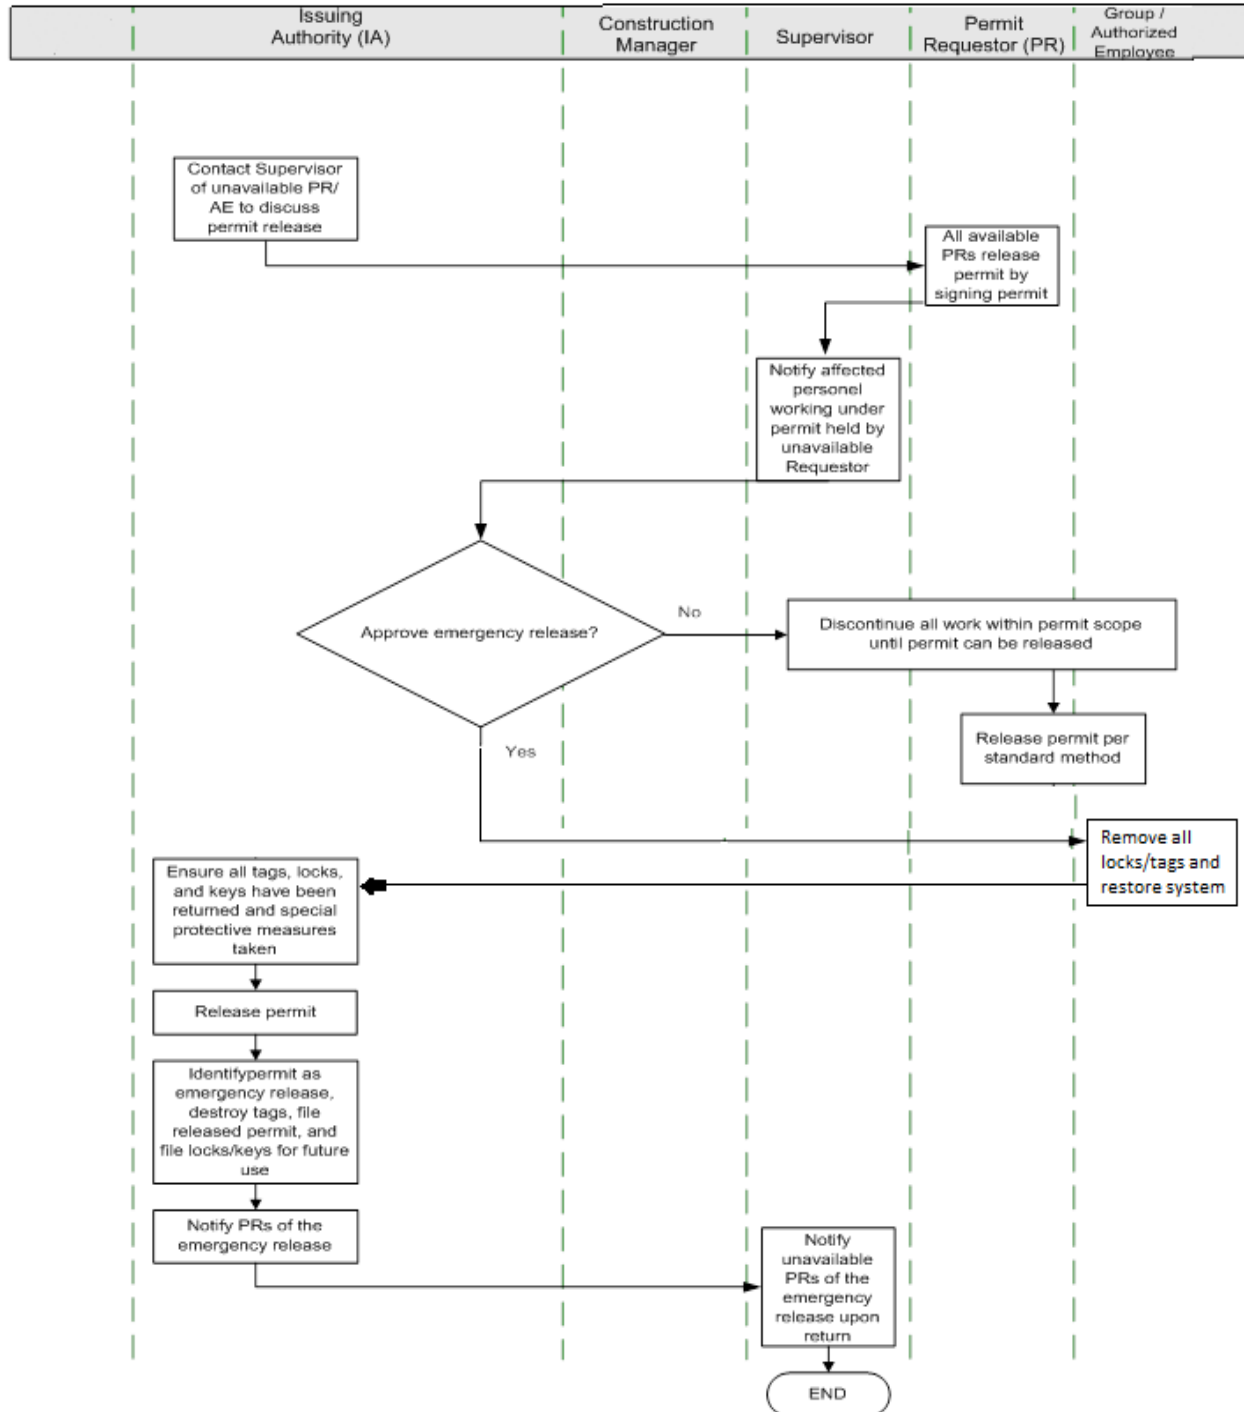 Issuing
Authority (IA)
Construction
Manager
Supervisor
Permit
Requestor (PR)
Group /
Authorized
Employee
Contact Supervisor
of unavailable PR/
AE to discuss
permit release
All available
PRs release
permit by
signing permit
Notify affected
personel
working under
permit held by
unavailable
Requestor
Approve emergency release?
No
Discontinue all work within permit scope
until permit can be released
Yes
Release permit per
standard method
Remove all
locks/tags and
restore system
Ensure all tags, locks,
and keys have been
returned and special
protective measures
taken
Release permit
Identifypermit as
emergency release,
destroy tags, file
released permit, and
file locks/keys for future
use
Notify PRs of the
emergency release
Notify
unavailable
PRs of the
emergency
release upon
return
END